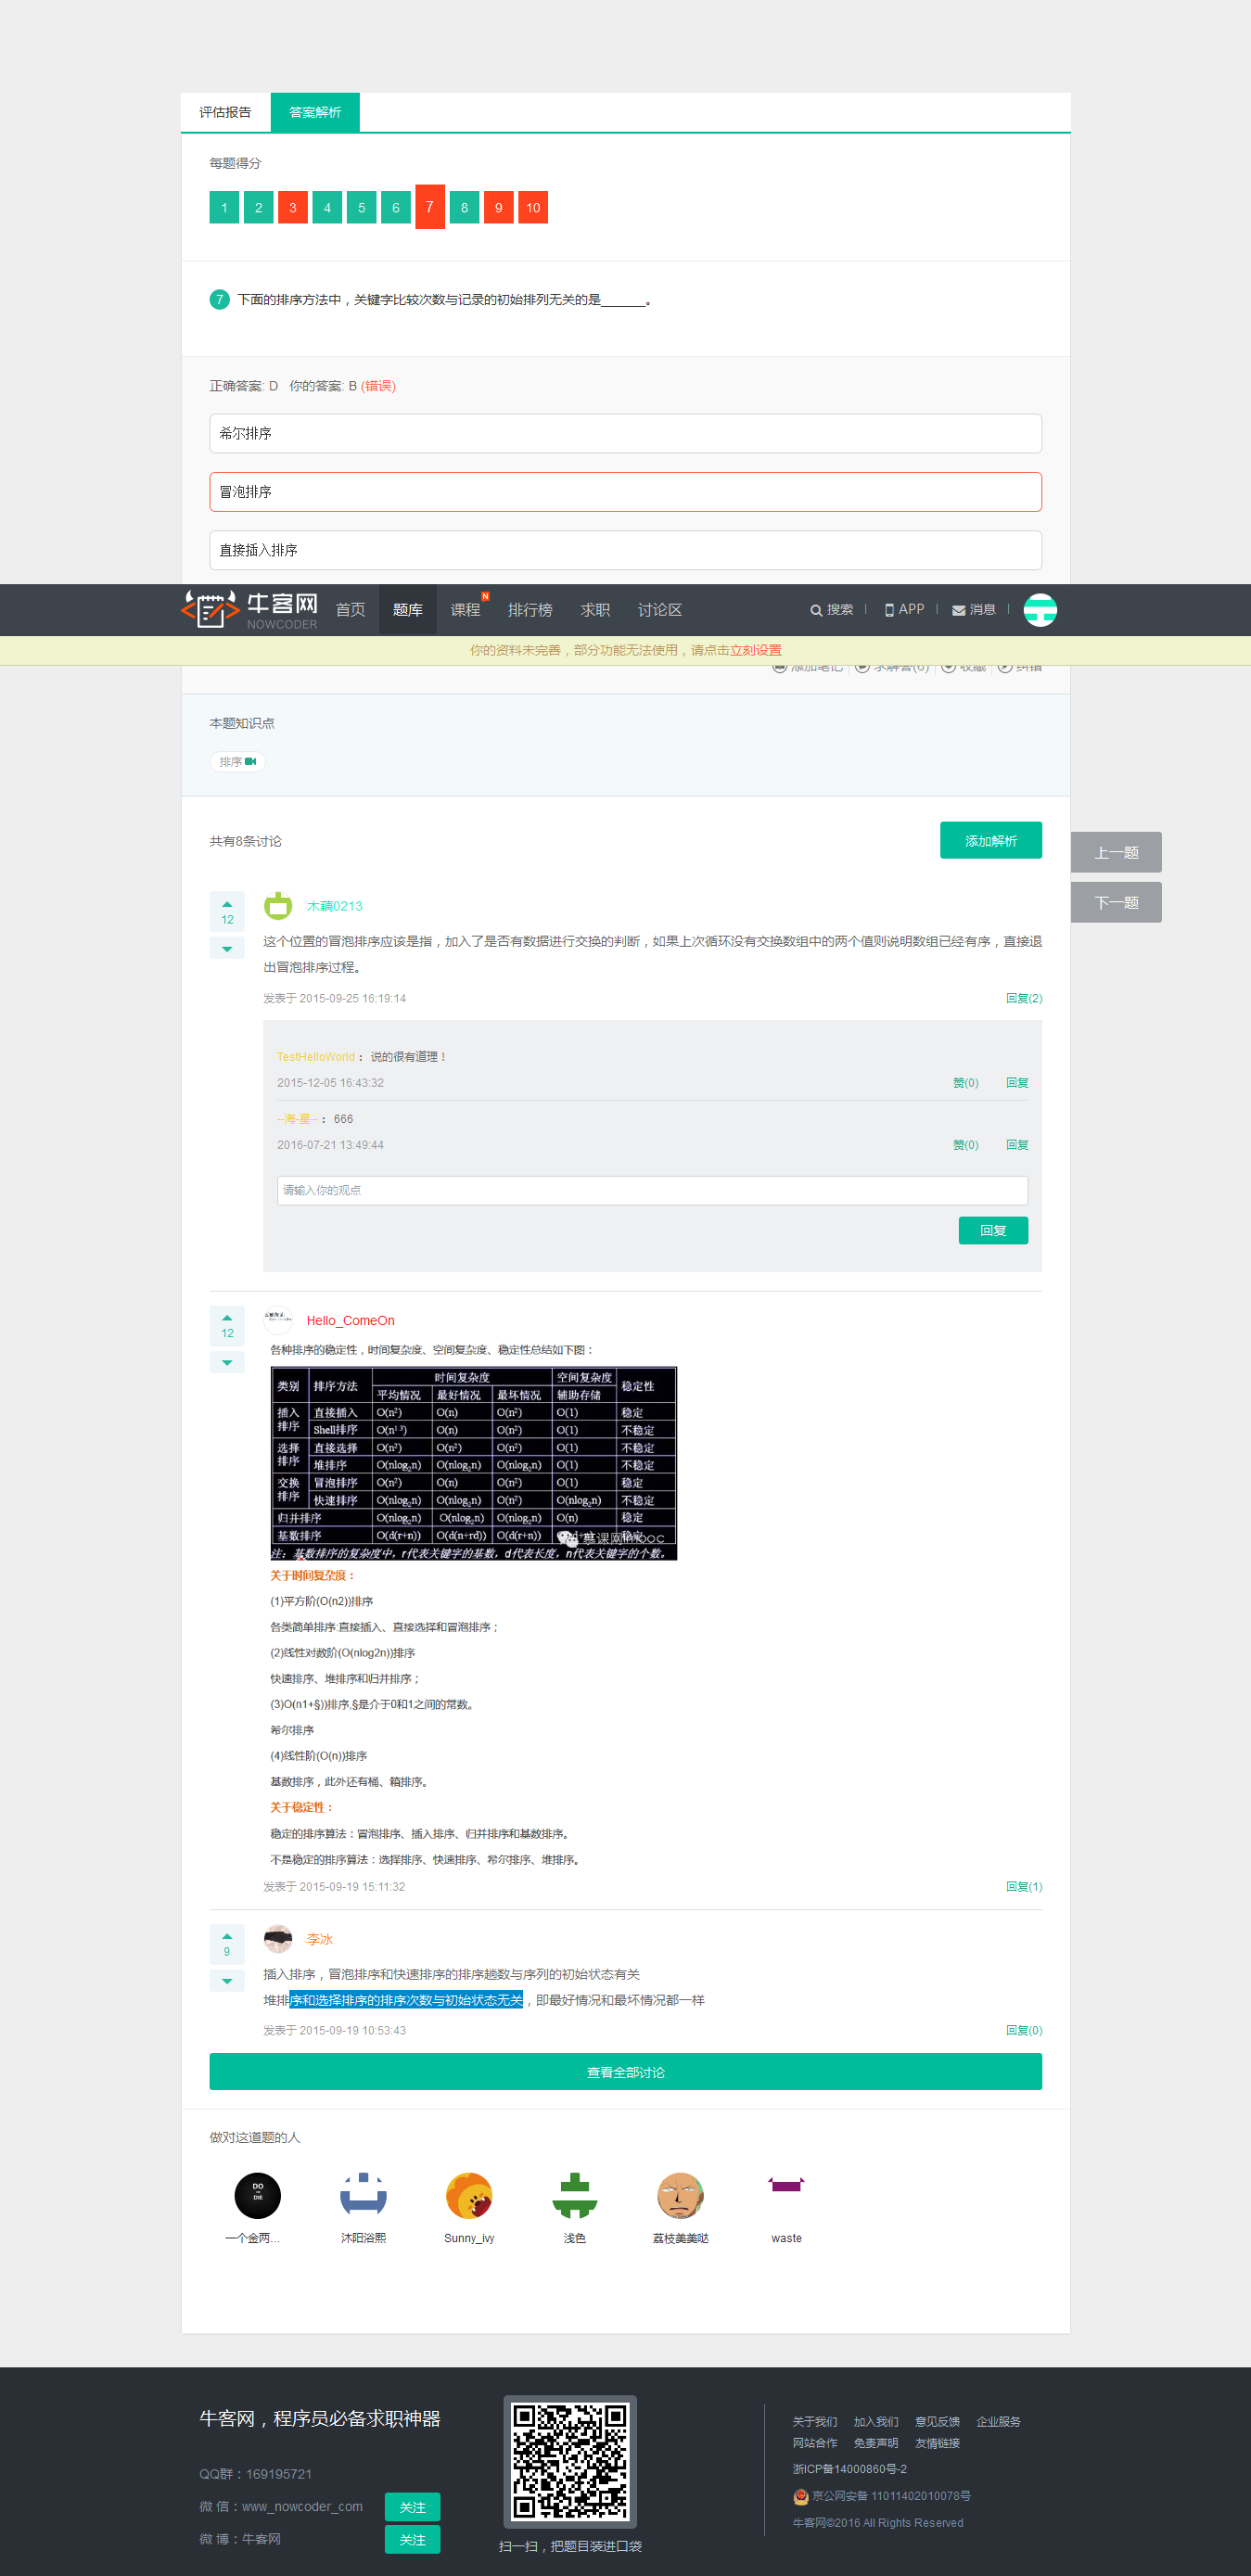 评估报告 答案解析
每题得分
1 2 3 4 5 6 7 8 9 10
7 下面的排序方法中，关键字比较次数与记录的初始排列无关的是______。
正确答案: D 你的答案: B (错误)
希尔排序
冒泡排序
直接插入排序
牛客网 NOWCODER 首页 题库 课程 N 排行榜 求职 讨论区 搜索 APP 消息
你的资料未完善，部分功能无法使用，请点击立刻设置
添加笔记 求解答(6) 收藏 纠错
本题知识点
排序
共有8条讨论 添加解析
上一题
下一题
12 木藕0213
这个位置的冒泡排序应该是指，加入了是否有数据进行交换的判断，如果上次循环没有交换数组中的两个值则说明数组已经有序，直接退
出冒泡排序过程。
发表于 2015-09-25 16:19:14 回复(2)
TestHelloWorld： 说的很有道理！
2015-12-05 16:43:32 赞(0) 回复
--海-星--： 666
2016-07-21 13:49:44 赞(0) 回复
请输入你的观点
回复
12 Hello_ComeOn
各种排序的稳定性，时间复杂度、空间复杂度、稳定性总结如下图：
类别 排序方法 时间复杂度 空间复杂度 稳定性
平均情况 最好情况 最坏情况 辅助存储
插入排序 直接插入 O(n²) O(n) O(n²) O(1) 稳定
Shell排序 O(n¹·³) O(n) O(n²) O(1) 不稳定
选择排序 直接选择 O(n²) O(n²) O(n²) O(1) 不稳定
堆排序 O(nlog₂n) O(nlog₂n) O(nlog₂n) O(1) 不稳定
交换排序 冒泡排序 O(n²) O(n) O(n²) O(1) 稳定
快速排序 O(nlog₂n) O(nlog₂n) O(n²) O(nlog₂n) 不稳定
归并排序 O(nlog₂n) O(nlog₂n) O(nlog₂n) O(n) 稳定
基数排序 O(d(r+n)) O(d(n+rd)) O(d(r+n)) 慕课网IMOOC 稳定
注：基数排序的复杂度中，r代表关键字的基数，d代表长度，n代表关键字的个数。
关于时间复杂度：
(1)平方阶(O(n2))排序
各类简单排序:直接插入、直接选择和冒泡排序；
(2)线性对数阶(O(nlog2n))排序
快速排序、堆排序和归并排序；
(3)O(n1+§))排序,§是介于0和1之间的常数。
希尔排序
(4)线性阶(O(n))排序
基数排序，此外还有桶、箱排序。
关于稳定性：
稳定的排序算法：冒泡排序、插入排序、归并排序和基数排序。
不是稳定的排序算法：选择排序、快速排序、希尔排序、堆排序。
发表于 2015-09-19 15:11:32 回复(1)
9 李冰
插入排序，冒泡排序和快速排序的排序趟数与序列的初始状态有关
堆排序和选择排序的排序次数与初始状态无关，即最好情况和最坏情况都一样
发表于 2015-09-19 10:53:43 回复(0)
查看全部讨论
做对这道题的人
DO OR DIE
一个金两... 沐阳浴熙 Sunny_ivy 浅色 荔枝美美哒 waste
牛客网，程序员必备求职神器
QQ群：169195721
微 信：www_nowcoder_com 关注
微 博：牛客网 关注
扫一扫，把题目装进口袋
关于我们 加入我们 意见反馈 企业服务
网站合作 免责声明 友情链接
浙ICP备14000860号-2
京公网安备 11011402010078号
牛客网©2016 All Rights Reserved